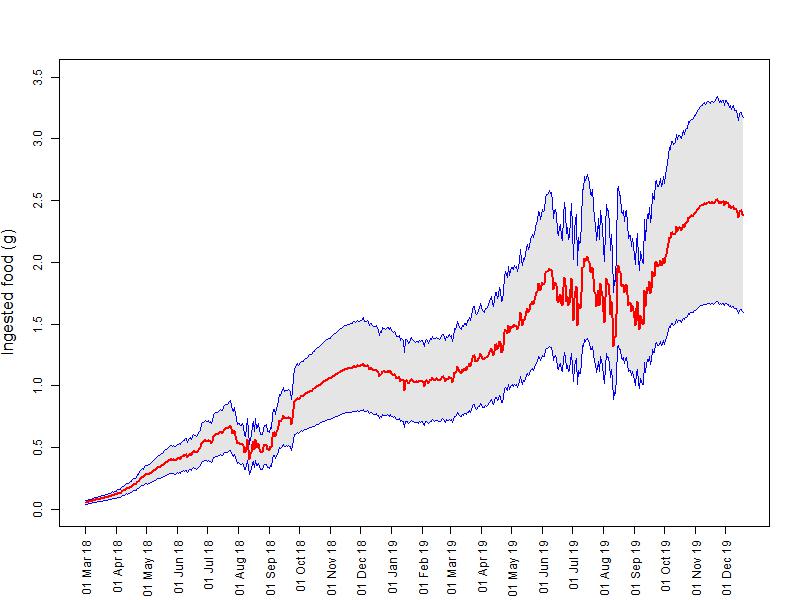 Ingested food (g)
3.5
3.0
2.5
2.0
1.5
1.0
0.5
0.0
01 Mar 18
01 Apr 18
01 May 18
01 Jun 18
01 Jul 18
01 Aug 18
01 Sep 18
01 Oct 18
01 Nov 18
01 Dec 18
01 Jan 19
01 Feb 19
01 Mar 19
01 Apr 19
01 May 19
01 Jun 19
01 Jul 19
01 Aug 19
01 Sep 19
01 Oct 19
01 Nov 19
01 Dec 19